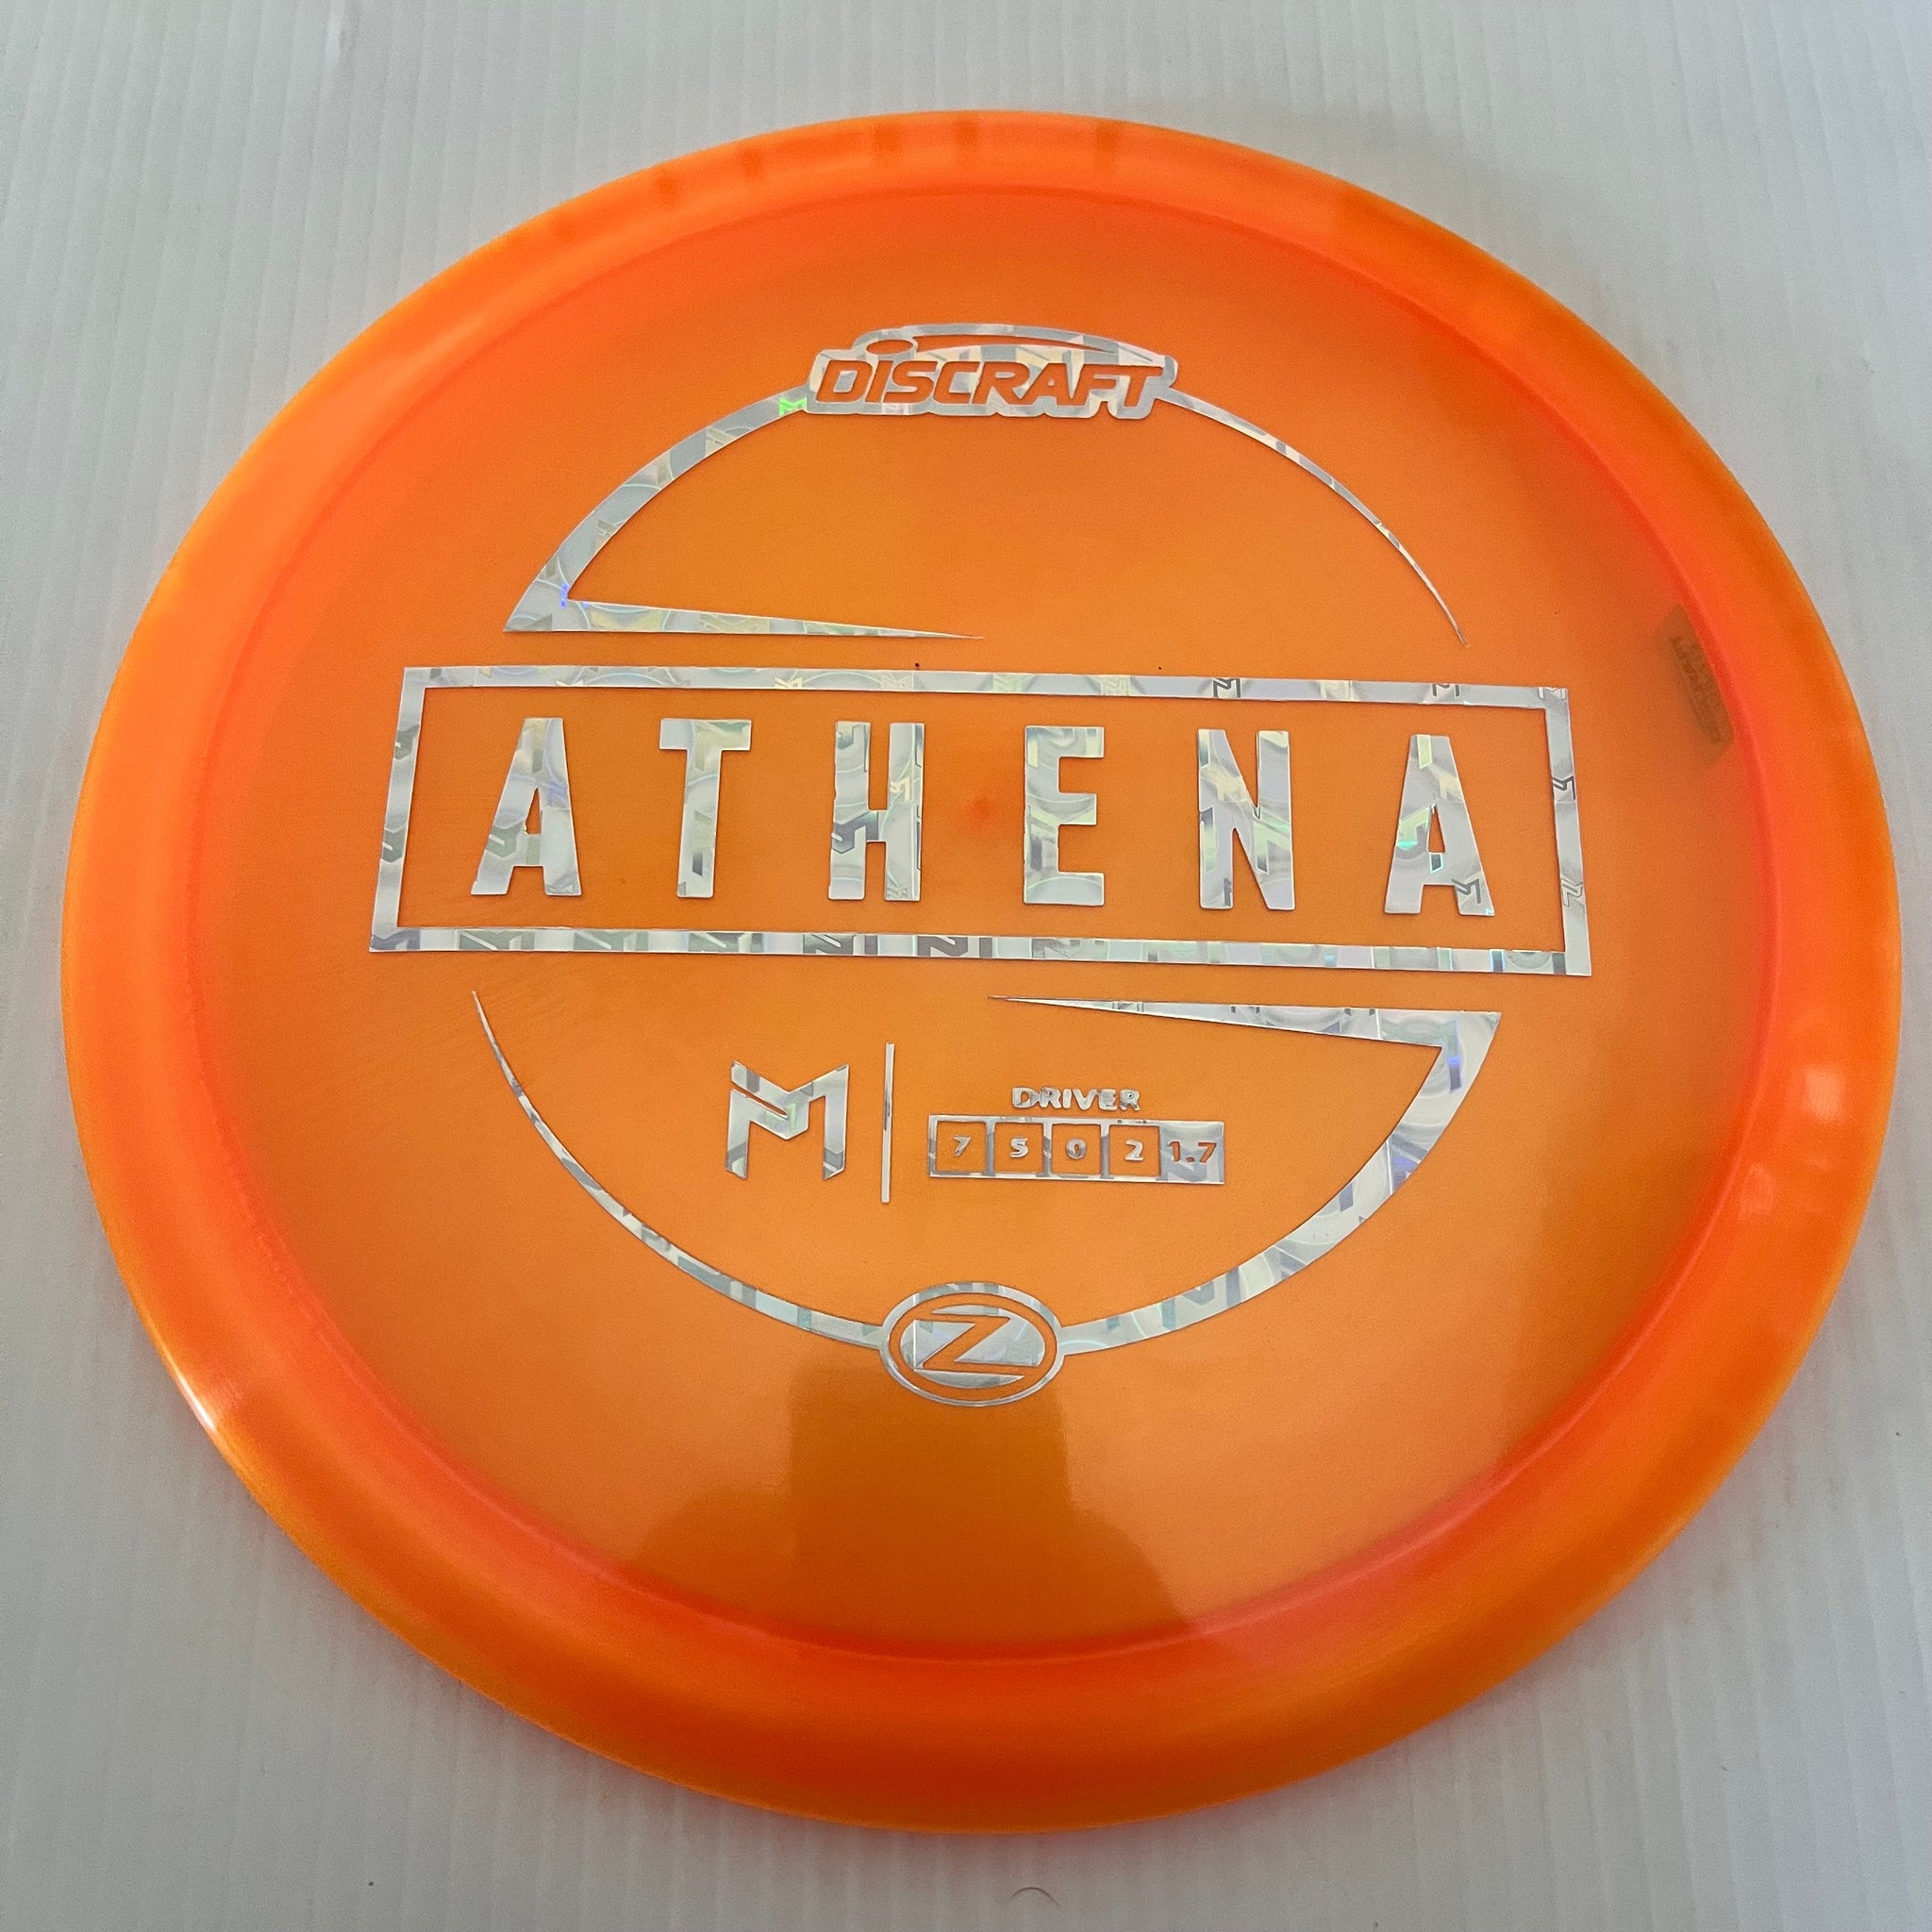 DISCRAFT
ATHENA
M
DRIVER
7 5 0 2 1.7
Z